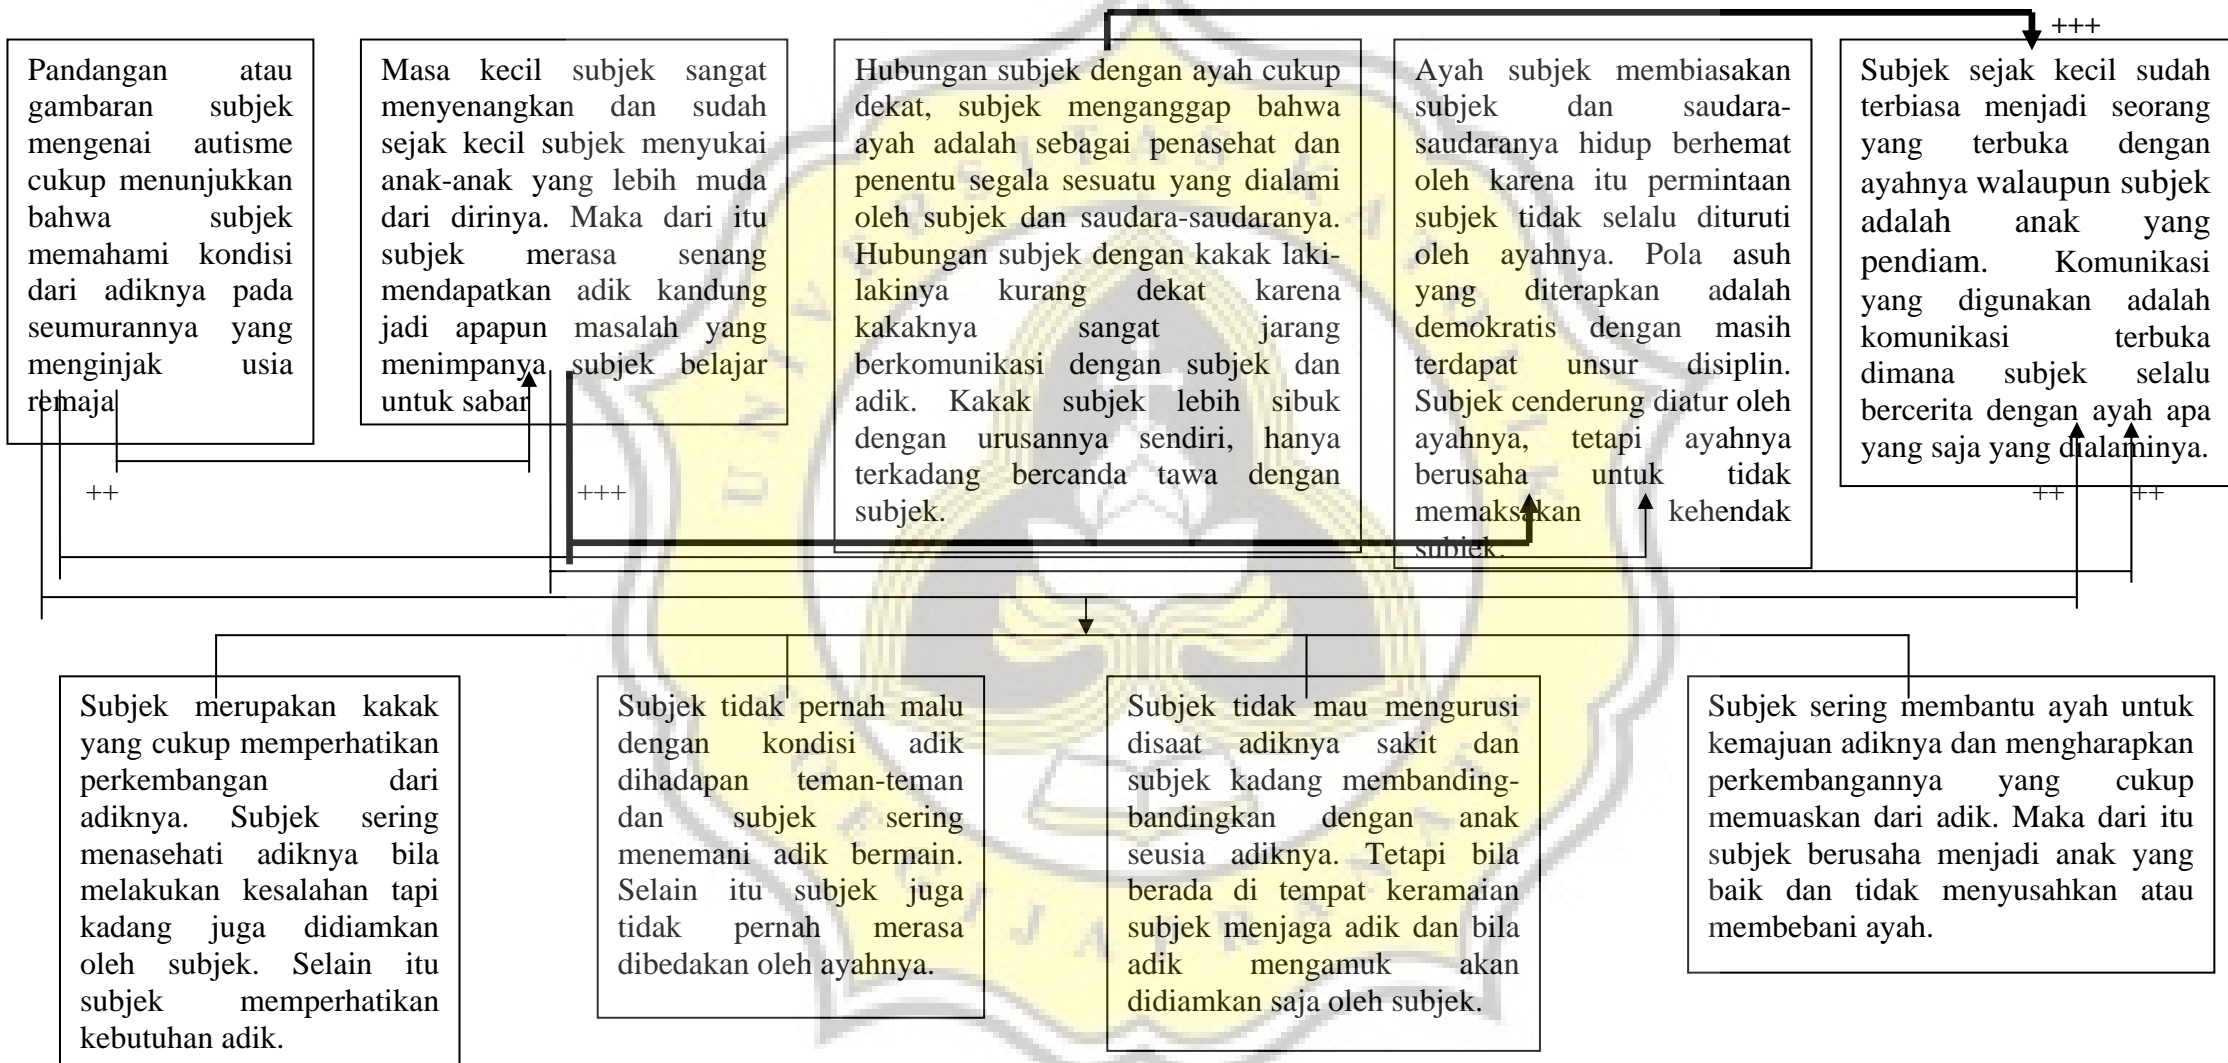 +++
Pandangan atau
gambaran subjek
mengenai autisme
cukup menunjukkan
bahwa subjek
memahami kondisi
dari adiknya pada
seumurannya yang
menginjak usia
remaja
Masa kecil subjek sangat
menyenangkan dan sudah
sejak kecil subjek menyukai
anak-anak yang lebih muda
dari dirinya. Maka dari itu
subjek merasa senang
mendapatkan adik kandung
jadi apapun masalah yang
menimpanya subjek belajar
untuk sabar
Hubungan subjek dengan ayah cukup
dekat, subjek menganggap bahwa
ayah adalah sebagai penasehat dan
penentu segala sesuatu yang dialami
oleh subjek dan saudara-saudaranya.
Hubungan subjek dengan kakak laki-
lakinya kurang dekat karena
kakaknya sangat jarang
berkomunikasi dengan subjek dan
adik. Kakak subjek lebih sibuk
dengan urusannya sendiri, hanya
terkadang bercanda tawa dengan
subjek.
Ayah subjek membiasakan
subjek dan saudara-
saudaranya hidup berhemat
oleh karena itu permintaan
subjek tidak selalu dituruti
oleh ayahnya. Pola asuh
yang diterapkan adalah
demokratis dengan masih
terdapat unsur disiplin.
Subjek cenderung diatur oleh
ayahnya, tetapi ayahnya
berusaha untuk tidak
memaksakan kehendak
subjek.
Subjek sejak kecil sudah
terbiasa menjadi seorang
yang terbuka dengan
ayahnya walaupun subjek
adalah anak yang
pendiam. Komunikasi
yang digunakan adalah
komunikasi terbuka
dimana subjek selalu
bercerita dengan ayah apa
yang saja yang dialaminya.
++
+++
++
++
Subjek merupakan kakak
yang cukup memperhatikan
perkembangan dari
adiknya. Subjek sering
menasehati adiknya bila
melakukan kesalahan tapi
kadang juga didiamkan
oleh subjek. Selain itu
subjek memperhatikan
kebutuhan adik.
Subjek tidak pernah malu
dengan kondisi adik
dihadapan teman-teman
dan subjek sering
menemani adik bermain.
Selain itu subjek juga
tidak pernah merasa
dibedakan oleh ayahnya.
Subjek tidak mau mengurusi
disaat adiknya sakit dan
subjek kadang membanding-
bandingkan dengan anak
seusia adiknya. Tetapi bila
berada di tempat keramaian
subjek menjaga adik dan bila
adik mengamuk akan
didiamkan saja oleh subjek.
Subjek sering membantu ayah untuk
kemajuan adiknya dan mengharapkan
perkembangannya yang cukup
memuaskan dari adik. Maka dari itu
subjek berusaha menjadi anak yang
baik dan tidak menyusahkan atau
membebani ayah.